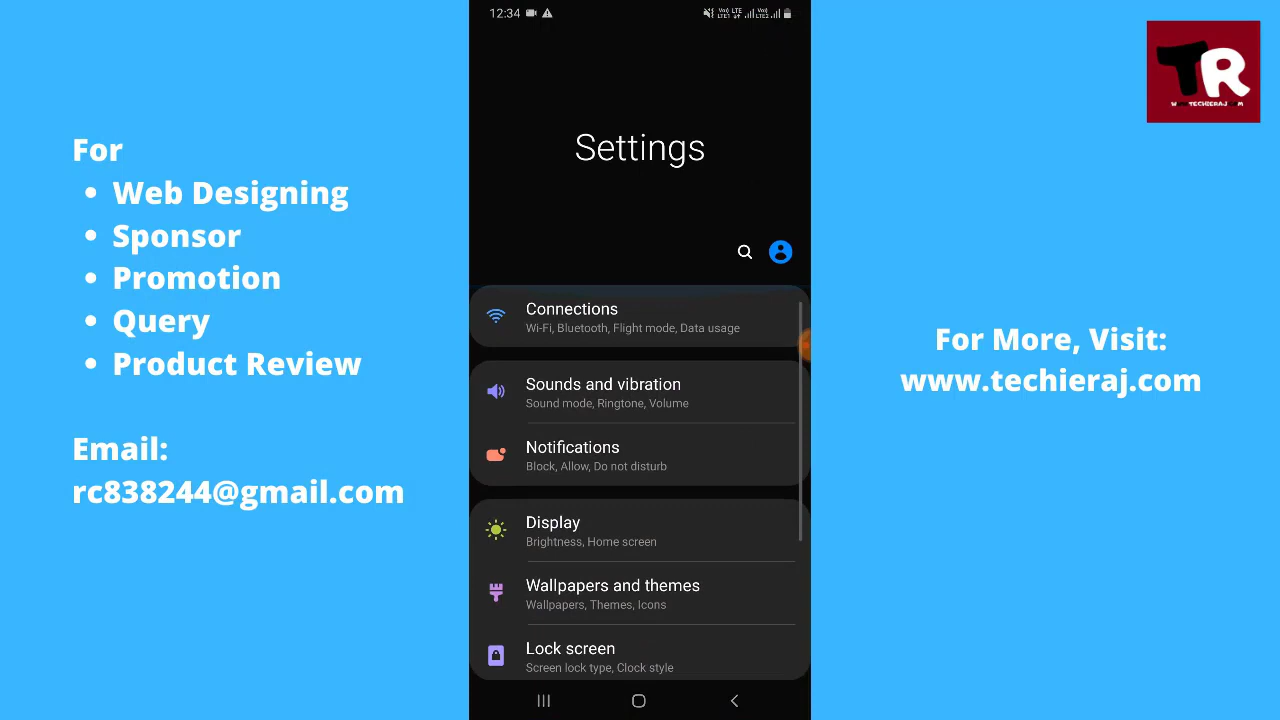 For
Web Designing
Sponsor
Promotion
Query
Product Review
Email:
rc838244@gmail.com
12:34
Settings
Connections
Wi-Fi, Bluetooth, Flight mode, Data usage
Sounds and vibration
Sound mode, Ringtone, Volume
Notifications
Block, Allow, Do not disturb
Display
Brightness, Home screen
Wallpapers and themes
Wallpapers, Themes, Icons
Lock screen
Screen lock type, Clock style
TR
WWW.TECHIERAJ.COM
For More, Visit:
www.techieraj.com